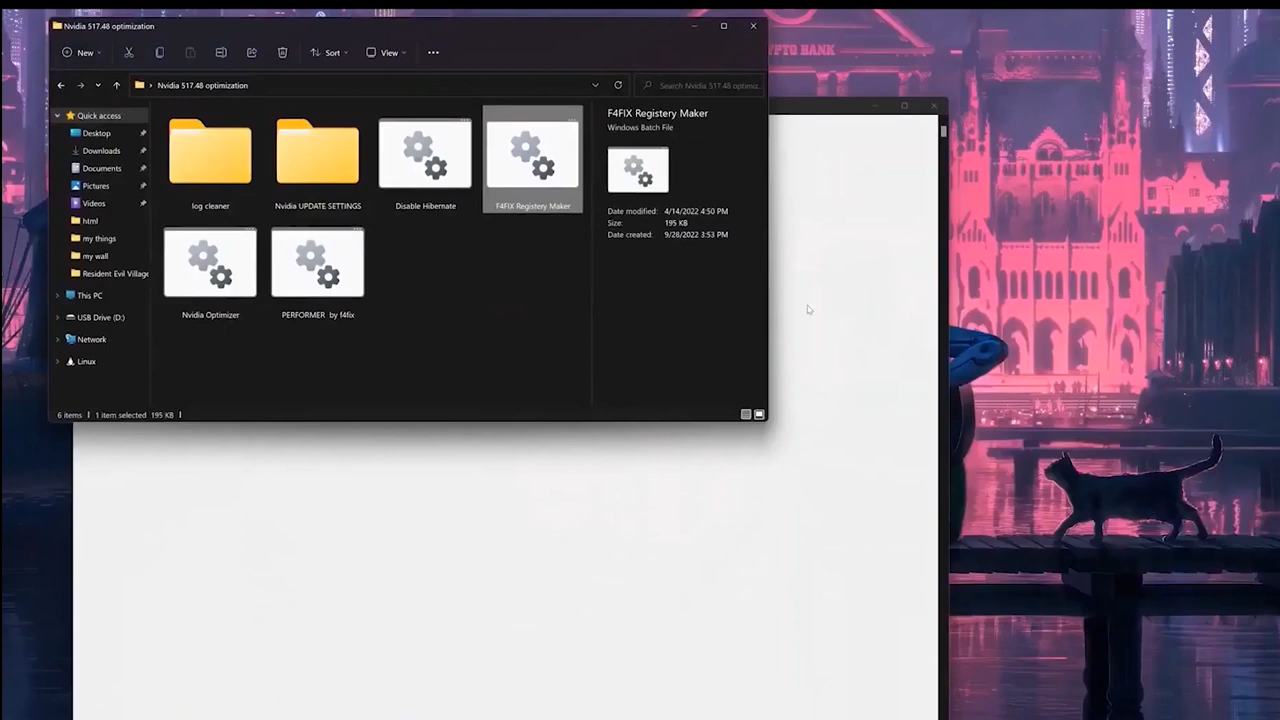 Nvidia 517.48 optimization
New
Sort
View
Nvidia 517.48 optimization
Search Nvidia 517.48 optimiz...
Quick access
Desktop
Downloads
Documents
Pictures
Videos
html
my things
my wall
Resident Evil Village
This PC
USB Drive (D:)
Network
Linux
log cleaner
Nvidia UPDATE SETTINGS
Disable Hibernate
F4FIX Registery Maker
Nvidia Optimizer
PERFORMER by f4fix
F4FIX Registery Maker
Windows Batch File
Date modified: 4/14/2022 4:50 PM
Size: 195 KB
Date created: 9/28/2022 3:53 PM
6 items
1 item selected 195 KB
PTO BANK